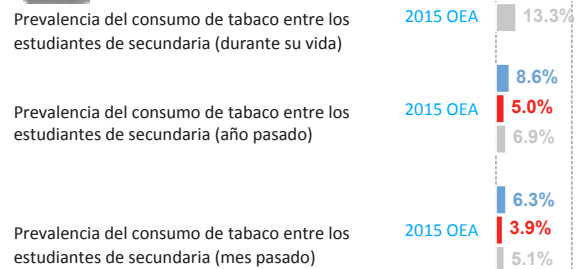 Prevalencia del consumo de tabaco entre los
estudiantes de secundaria (durante su vida)
2015 OEA
13.3%
8.6%
Prevalencia del consumo de tabaco entre los
estudiantes de secundaria (año pasado)
2015 OEA
5.0%
6.9%
6.3%
Prevalencia del consumo de tabaco entre los
estudiantes de secundaria (mes pasado)
2015 OEA
3.9%
5.1%